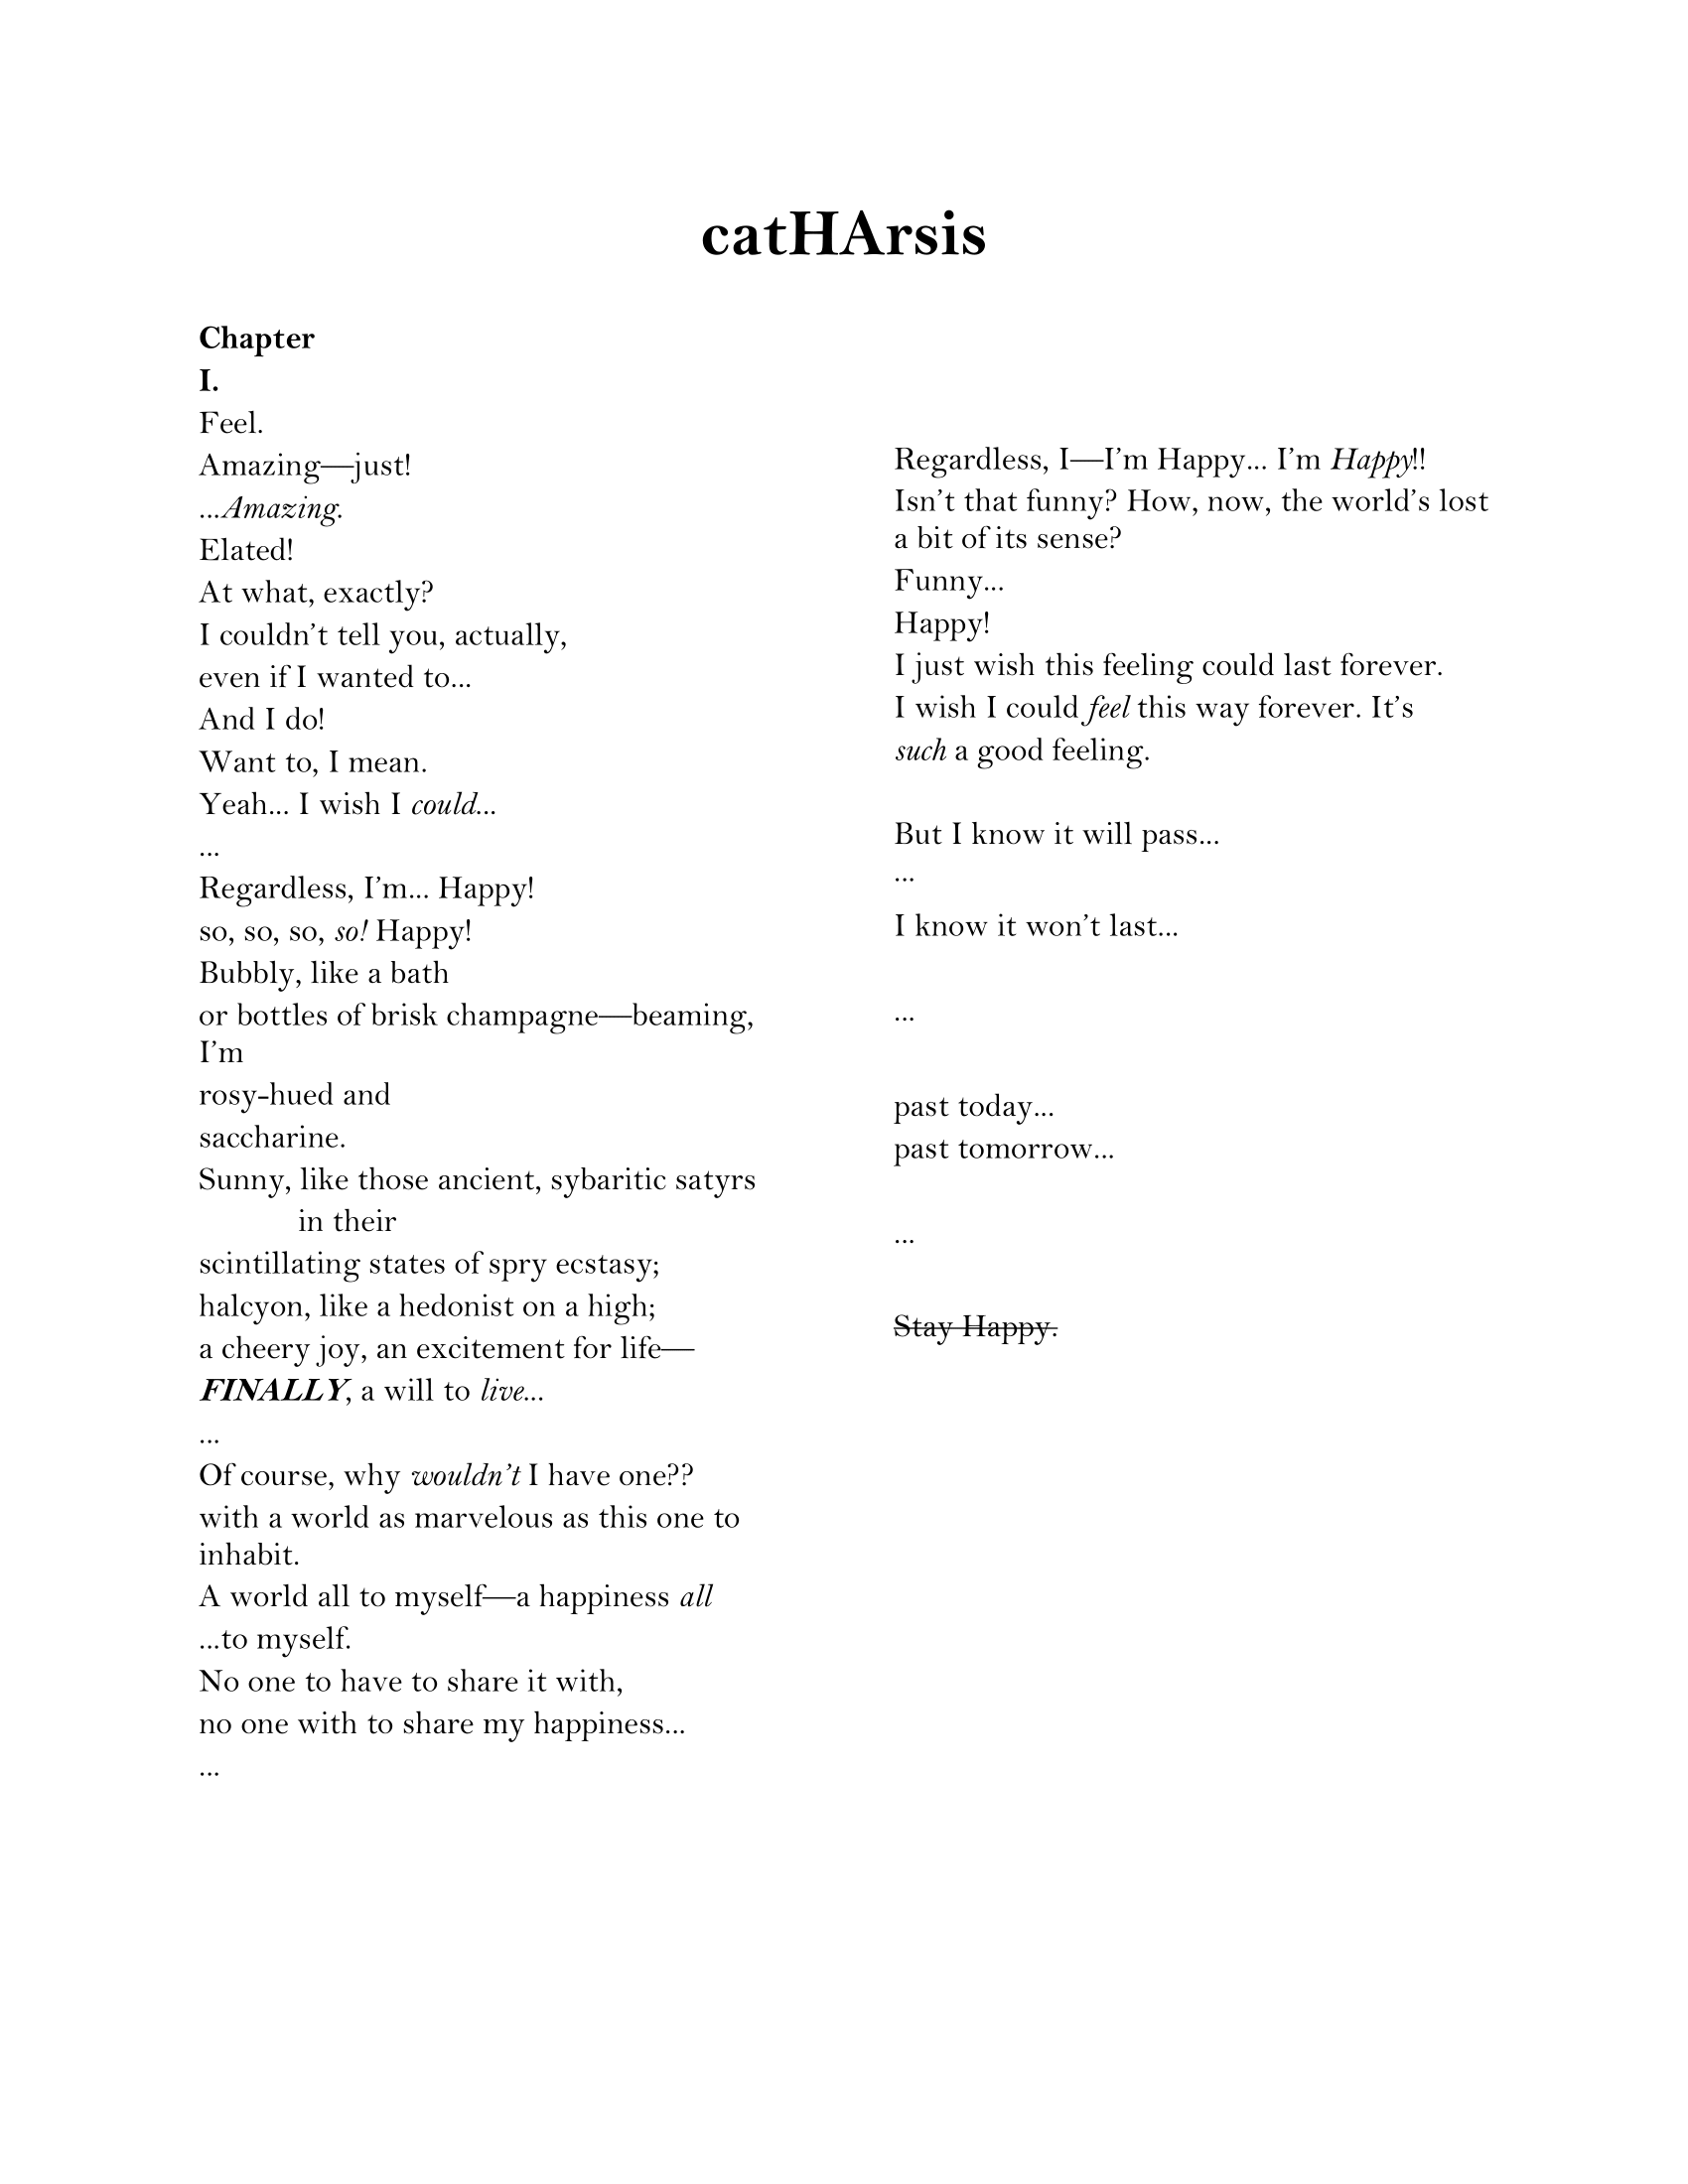 catHArsis
Chapter
I.
Feel.
Amazing—just!
...Amazing.
Elated!
At what, exactly?
I couldn’t tell you, actually,
even if I wanted to...
And I do!
Want to, I mean.
Yeah... I wish I could...
...
Regardless, I’m... Happy!
so, so, so, so! Happy!
Bubbly, like a bath
or bottles of brisk champagne—beaming,
I’m
rosy-hued and
saccharine.
Sunny, like those ancient, sybaritic satyrs
in their
scintillating states of spry ecstasy;
halcyon, like a hedonist on a high;
a cheery joy, an excitement for life—
FINALLY, a will to live...
...
Of course, why wouldn’t I have one??
with a world as marvelous as this one to
inhabit.
A world all to myself—a happiness all
...to myself.
No one to have to share it with,
no one with to share my happiness...
...
Regardless, I—I’m Happy... I’m Happy!!
Isn’t that funny? How, now, the world’s lost
a bit of its sense?
Funny...
Happy!
I just wish this feeling could last forever.
I wish I could feel this way forever. It’s
such a good feeling.
But I know it will pass...
...
I know it won’t last...
...
past today...
past tomorrow...
...
Stay Happy.